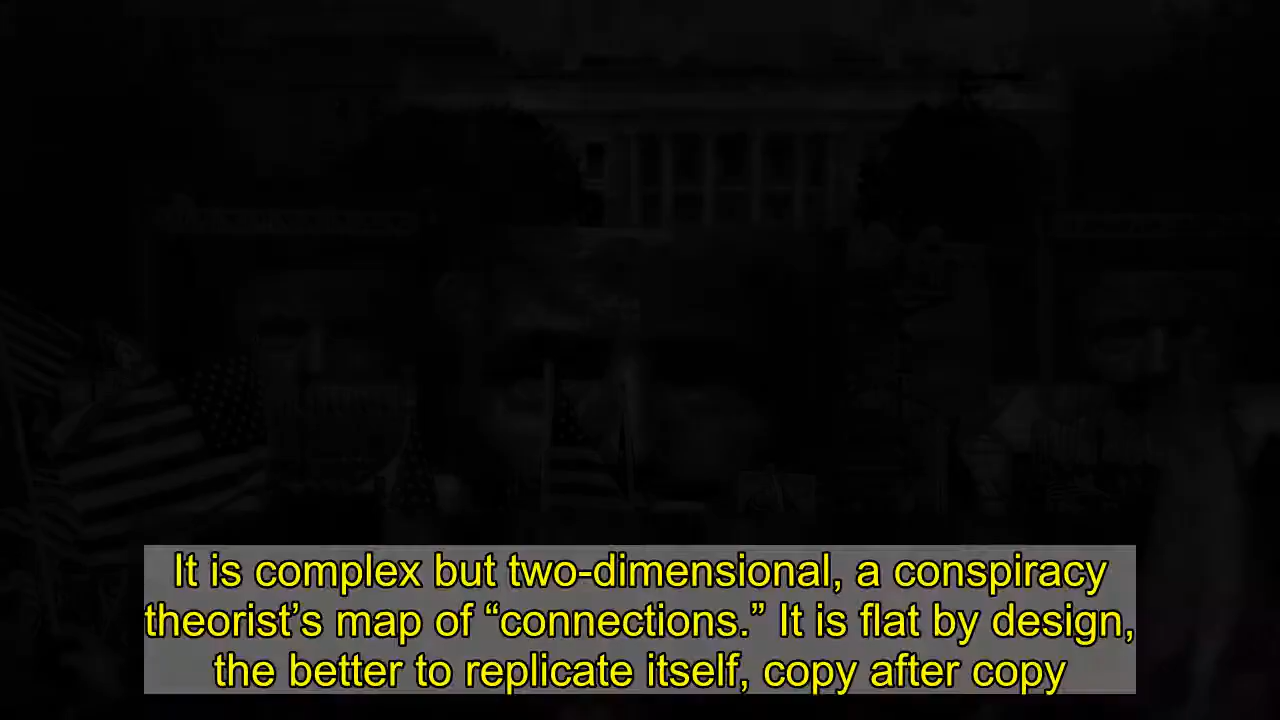 It is complex but two-dimensional, a conspiracy
theorist’s map of “connections.” It is flat by design,
the better to replicate itself, copy after copy